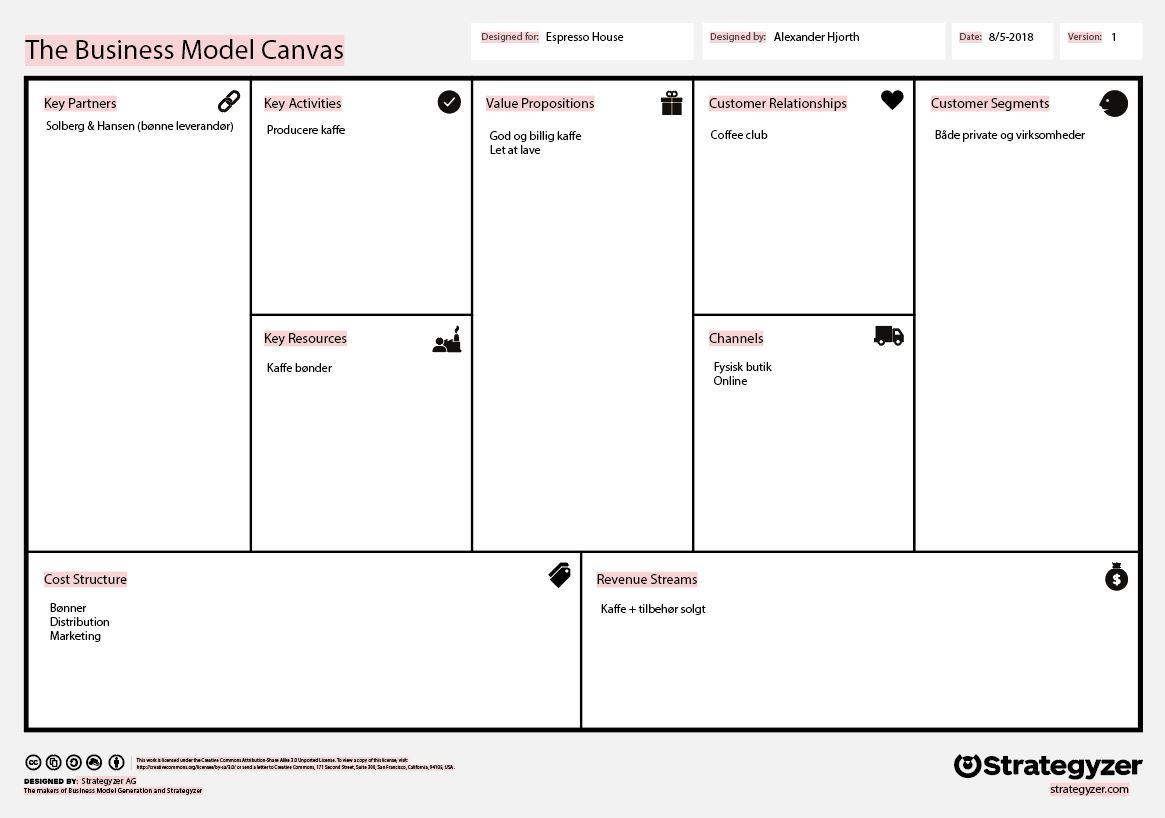 The Business Model Canvas
Designed for: Espresso House
Designed by: Alexander Hjorth
Date: 8/5-2018
Version: 1
Key Partners
Solberg & Hansen (bønne leverandør)
Key Activities
Producere kaffe
Key Resources
Kaffe bønder
Value Propositions
God og billig kaffe
Let at lave
Customer Relationships
Coffee club
Channels
Fysisk butik
Online
Customer Segments
Både private og virksomheder
Cost Structure
Bønner
Distribution
Marketing
Revenue Streams
Kaffe + tilbehør solgt
cc
This work is licensed under the Creative Commons Attribution-Share Alike 3.0 Unported License. To view a copy of this license, visit:
http://creativecommons.org/licenses/by-sa/3.0/ or send a letter to Creative Commons, 171 Second Street, Suite 300, San Francisco, California, 94105, USA.
DESIGNED BY: Strategyzer AG
The makers of Business Model Generation and Strategyzer
Strategyzer
strategyzer.com